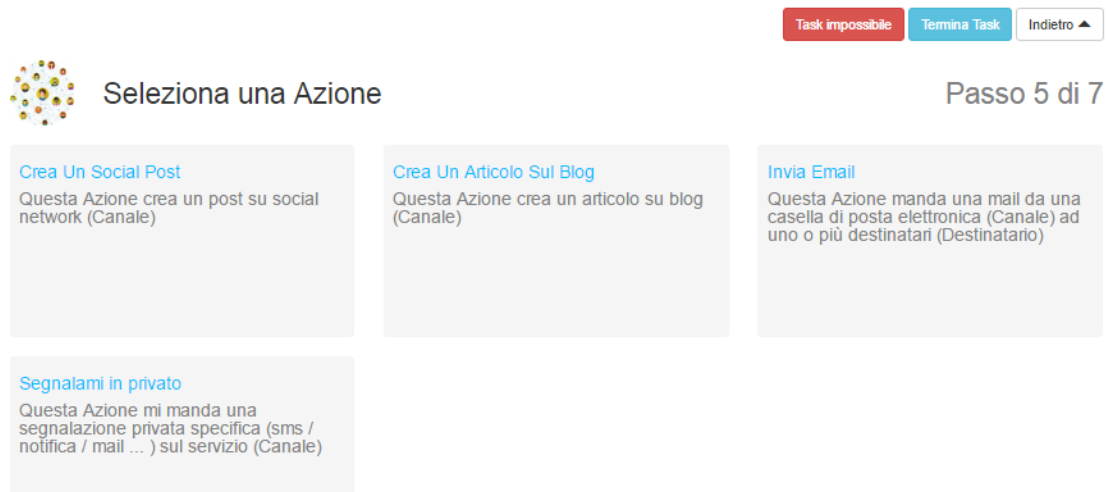 Task impossibile
Termina Task
Indietro
Seleziona una Azione
Passo 5 di 7
Crea Un Social Post
Questa Azione crea un post su social
network (Canale)
Crea Un Articolo Sul Blog
Questa Azione crea un articolo su blog
(Canale)
Invia Email
Questa Azione manda una mail da una
casella di posta elettronica (Canale) ad
uno o più destinatari (Destinatario)
Segnalami in privato
Questa Azione mi manda una
segnalazione privata specifica (sms /
notifica / mail ... ) sul servizio (Canale)